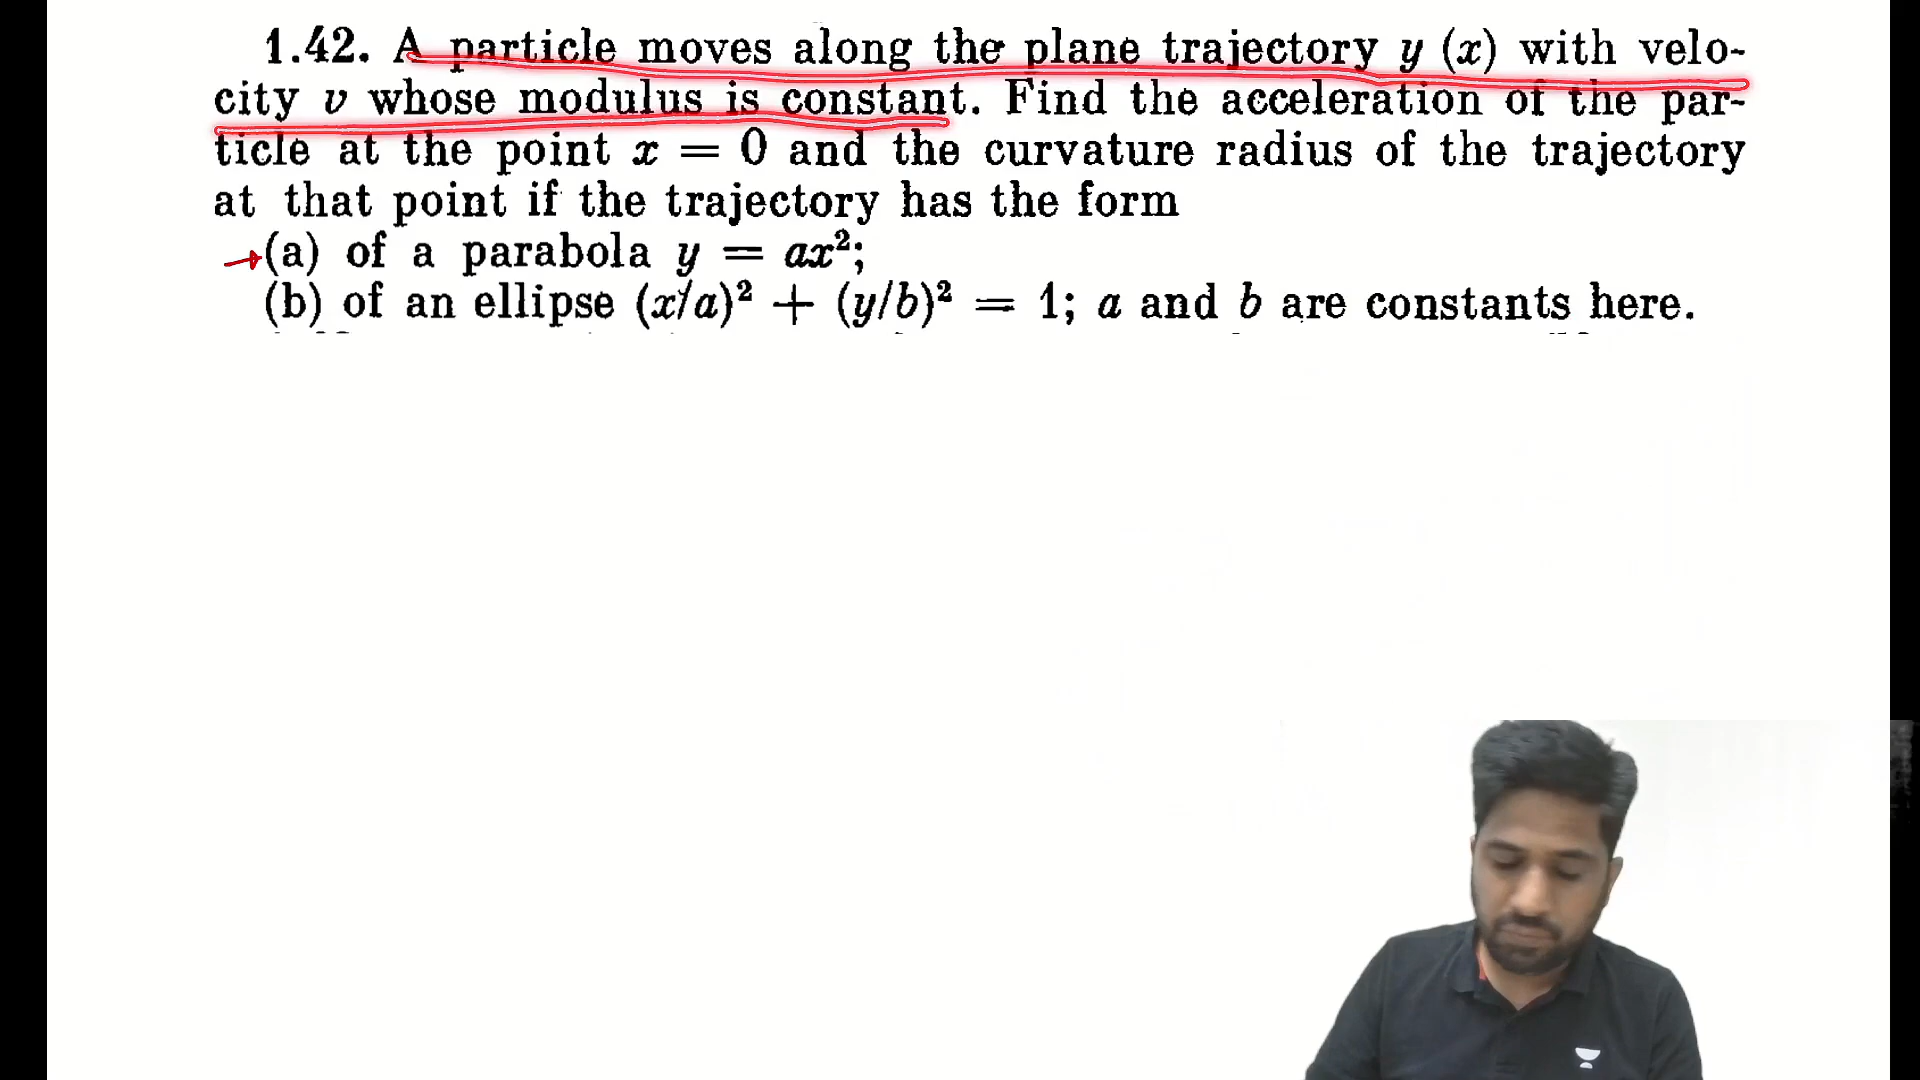 1.42. A particle moves along the plane trajectory y (x) with velo-
city v whose modulus is constant. Find the acceleration of the par-
ticle at the point x = 0 and the curvature radius of the trajectory
at that point if the trajectory has the form
(a) of a parabola y = ax²;
(b) of an ellipse (x/a)² + (y/b)² = 1; a and b are constants here.